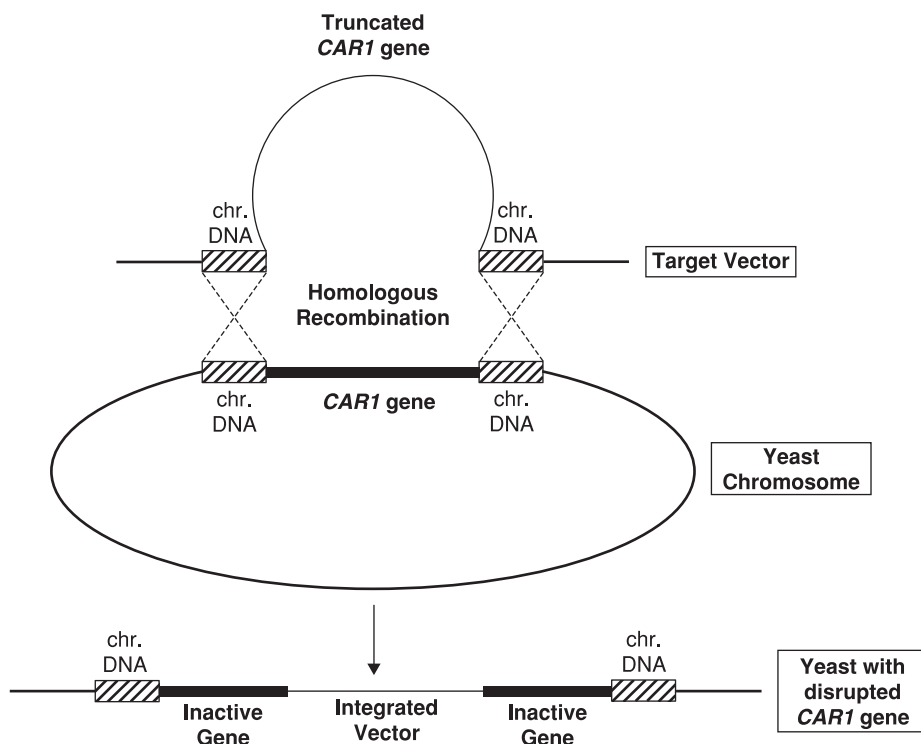 Truncated
CAR1 gene
chr.
DNA
chr.
DNA
Target Vector
Homologous
Recombination
chr.
DNA
CAR1 gene
chr.
DNA
Yeast
Chromosome
chr.
DNA
chr.
DNA
Inactive
Gene
Integrated
Vector
Inactive
Gene
Yeast with
disrupted
CAR1 gene